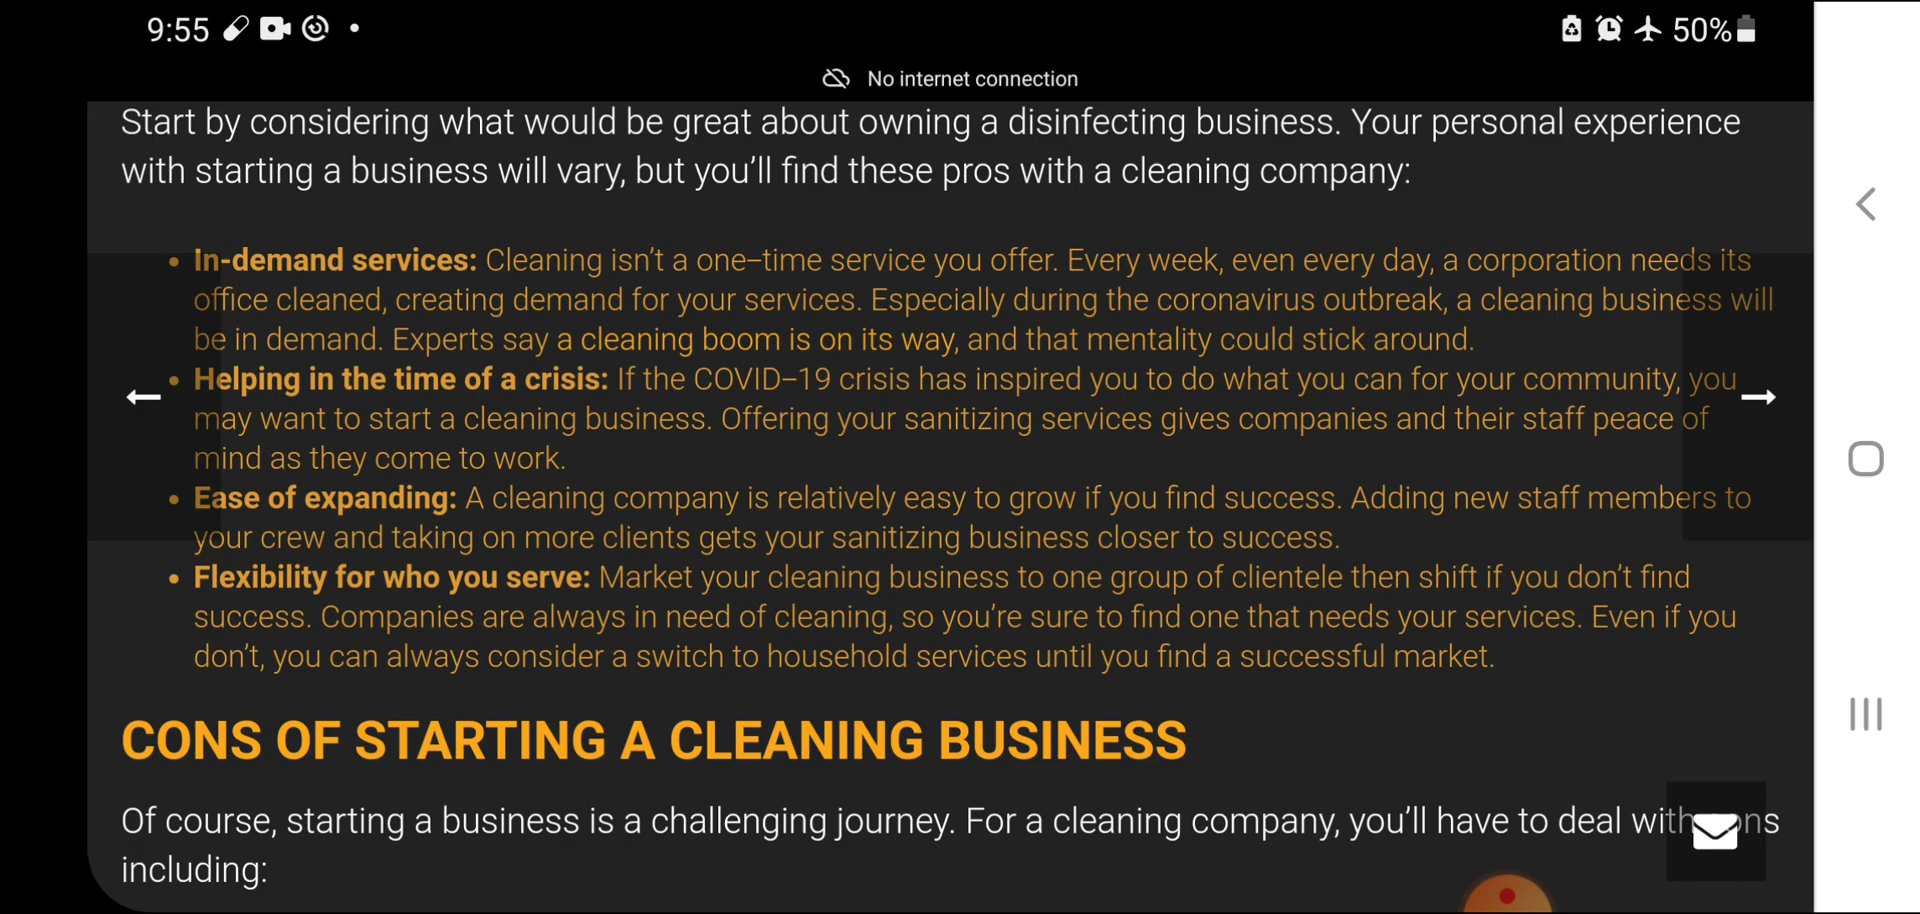 9:55
50%
No internet connection
Start by considering what would be great about owning a disinfecting business. Your personal experience
with starting a business will vary, but you’ll find these pros with a cleaning company:
• In-demand services: Cleaning isn’t a one–time service you offer. Every week, even every day, a corporation needs its
office cleaned, creating demand for your services. Especially during the coronavirus outbreak, a cleaning business will
be in demand. Experts say a cleaning boom is on its way, and that mentality could stick around.
• Helping in the time of a crisis: If the COVID–19 crisis has inspired you to do what you can for your community, you
may want to start a cleaning business. Offering your sanitizing services gives companies and their staff peace of
mind as they come to work.
• Ease of expanding: A cleaning company is relatively easy to grow if you find success. Adding new staff members to
your crew and taking on more clients gets your sanitizing business closer to success.
• Flexibility for who you serve: Market your cleaning business to one group of clientele then shift if you don’t find
success. Companies are always in need of cleaning, so you’re sure to find one that needs your services. Even if you
don’t, you can always consider a switch to household services until you find a successful market.
CONS OF STARTING A CLEANING BUSINESS
Of course, starting a business is a challenging journey. For a cleaning company, you’ll have to deal with
including: